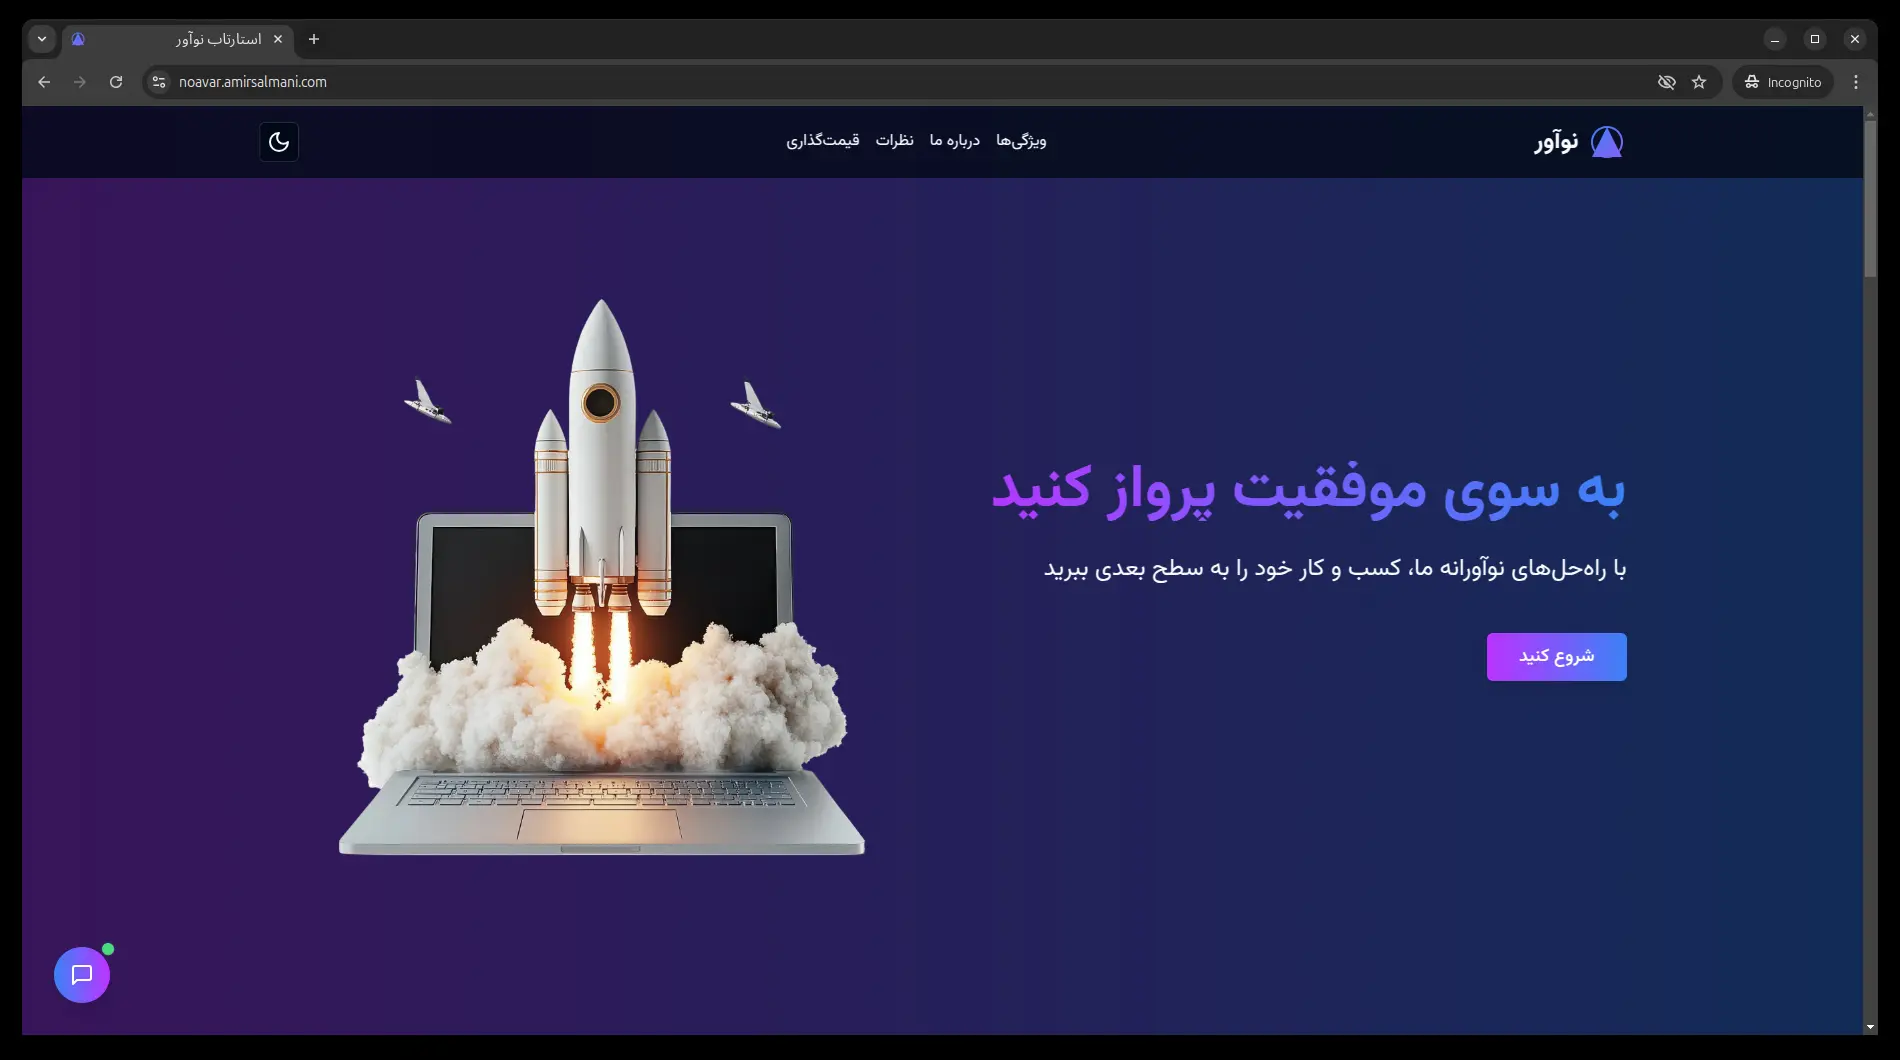 استارتاپ نوآور
noavar.amirsalmani.com
Incognito
نوآور
ویژگی‌ها درباره ما نظرات قیمت‌گذاری
به سوی موفقیت پرواز کنید
با راه‌حل‌های نوآورانه ما، کسب و کار خود را به سطح بعدی ببرید
شروع کنید